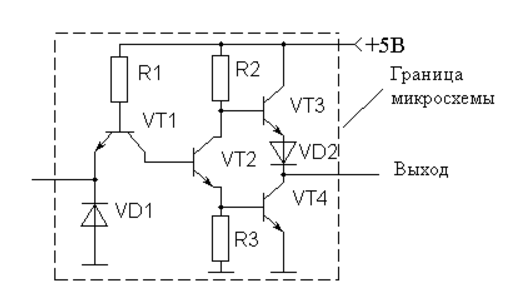 +5В
R1
R2
Граница
микросхемы
VT1
VT3
VT2
VD2
Выход
VD1
VT4
R3